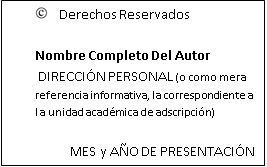 © Derechos Reservados
Nombre Completo Del Autor
DIRECCIÓN PERSONAL (o como mera
referencia informativa, la correspondiente a
la unidad académica de adscripción)
MES y AÑO DE PRESENTACIÓN